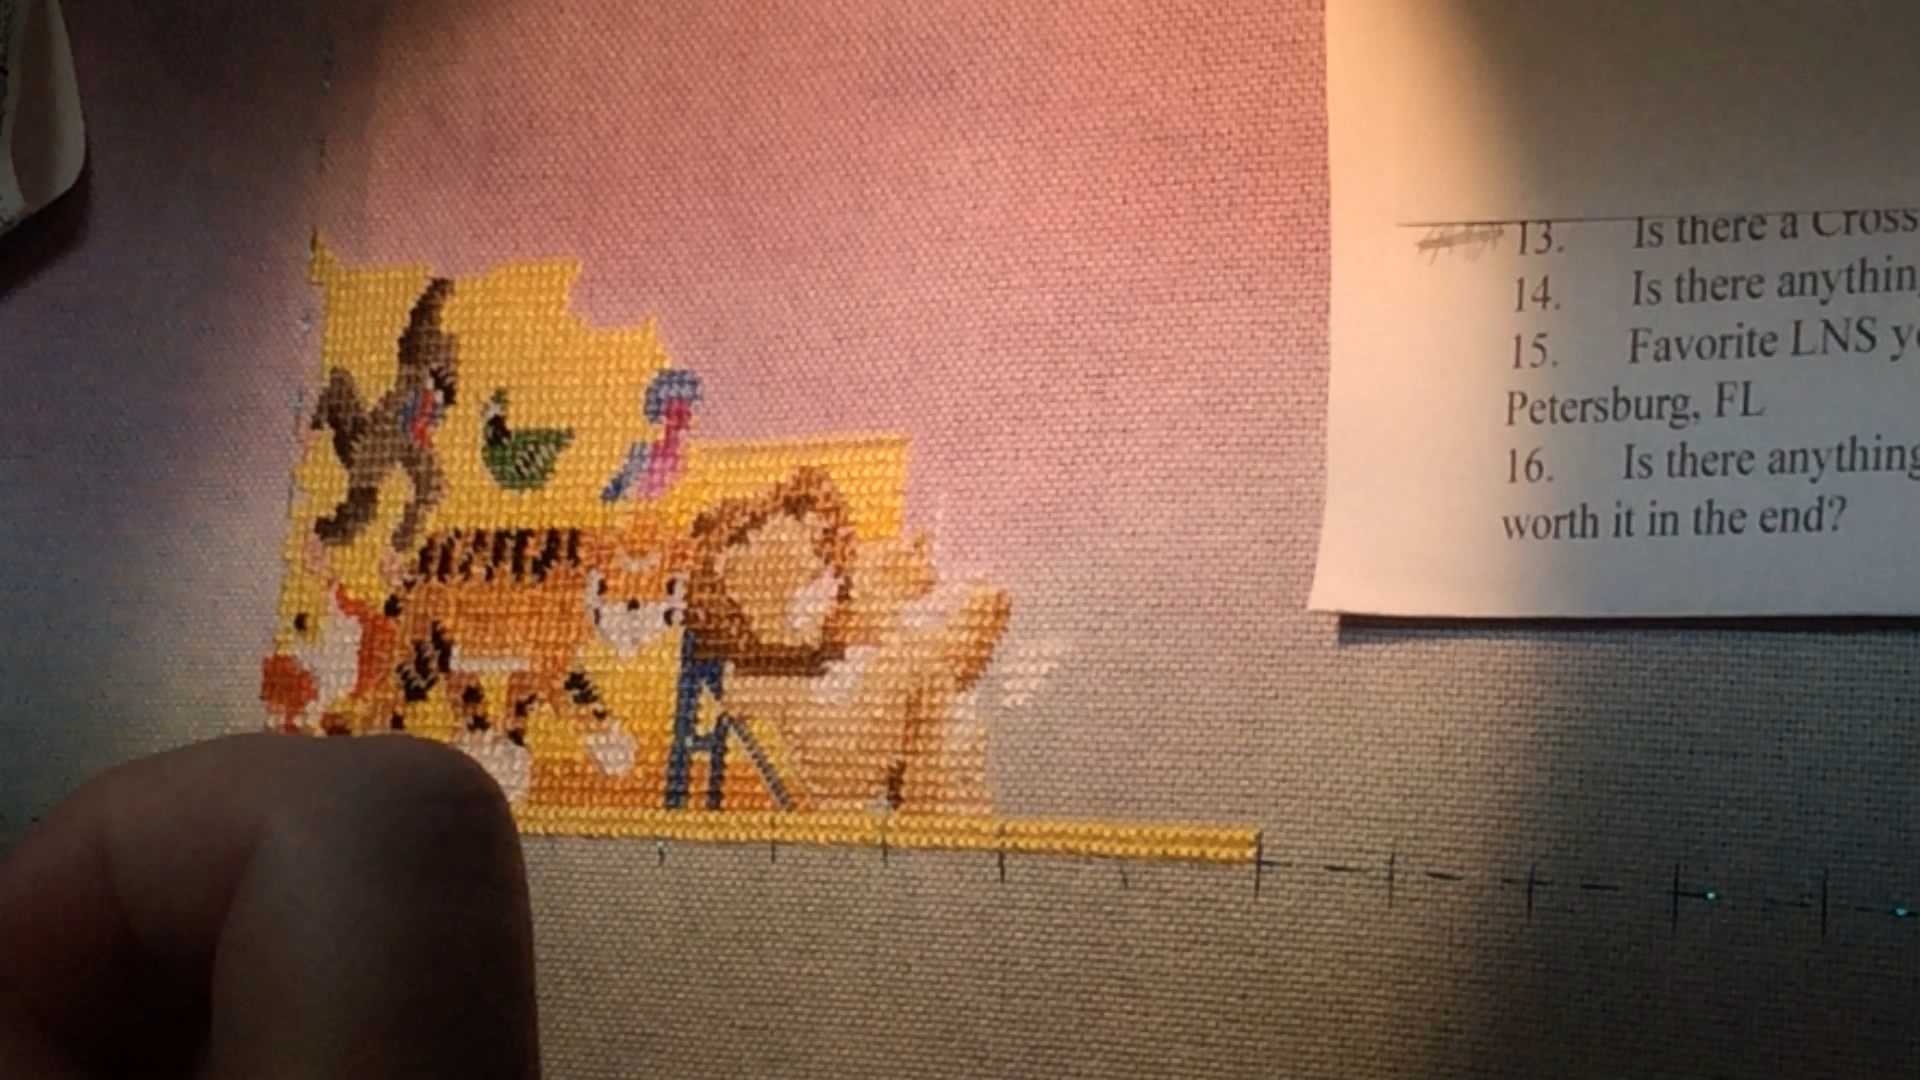 13. Is there a Cross
14. Is there anythin
15. Favorite LNS y
Petersburg, FL
16. Is there anything
worth it in the end?